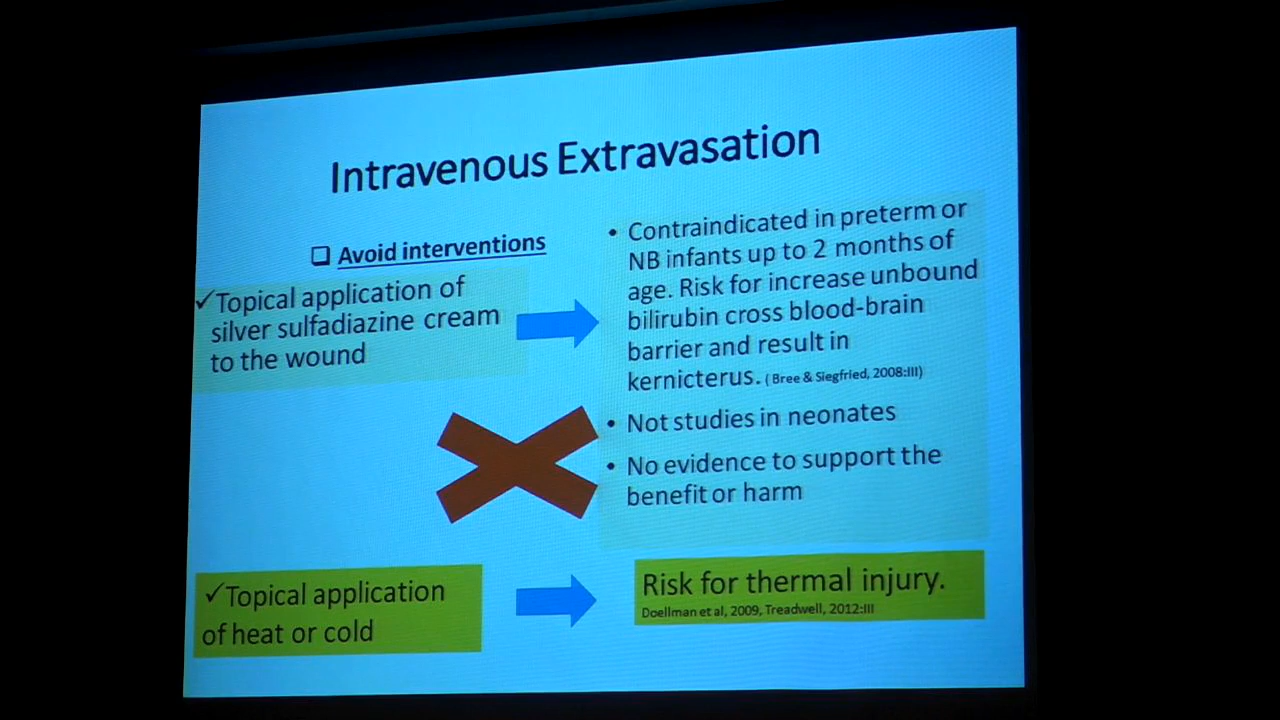 Intravenous Extravasation
❑ Avoid interventions
✓Topical application of
silver sulfadiazine cream
to the wound
• Contraindicated in preterm or
NB infants up to 2 months of
age. Risk for increase unbound
bilirubin cross blood-brain
barrier and result in
kernicterus. ( Bree & Siegfried, 2008:III)
• Not studies in neonates
• No evidence to support the
benefit or harm
✓Topical application
of heat or cold
Risk for thermal injury.
Doellman et al, 2009, Treadwell, 2012:III